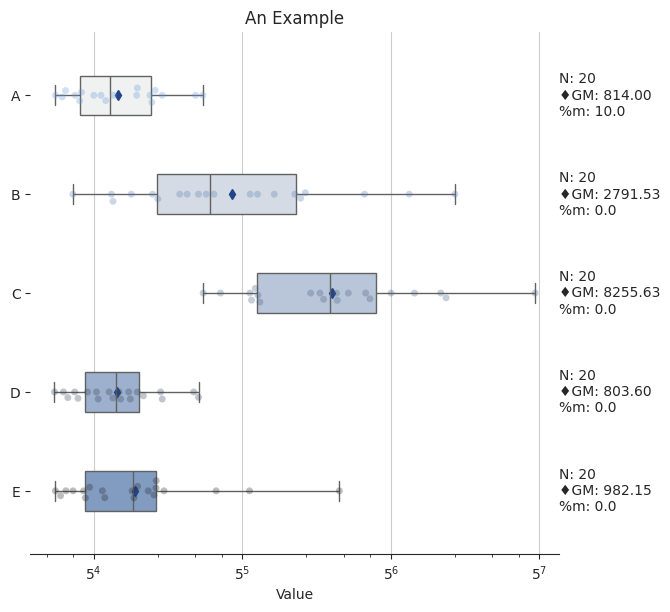 An Example
A
N: 20
♦GM: 814.00
%m: 10.0
B
N: 20
♦GM: 2791.53
%m: 0.0
C
N: 20
♦GM: 8255.63
%m: 0.0
D
N: 20
♦GM: 803.60
%m: 0.0
E
N: 20
♦GM: 982.15
%m: 0.0
5⁴ 5⁵ 5⁶ 5⁷
Value